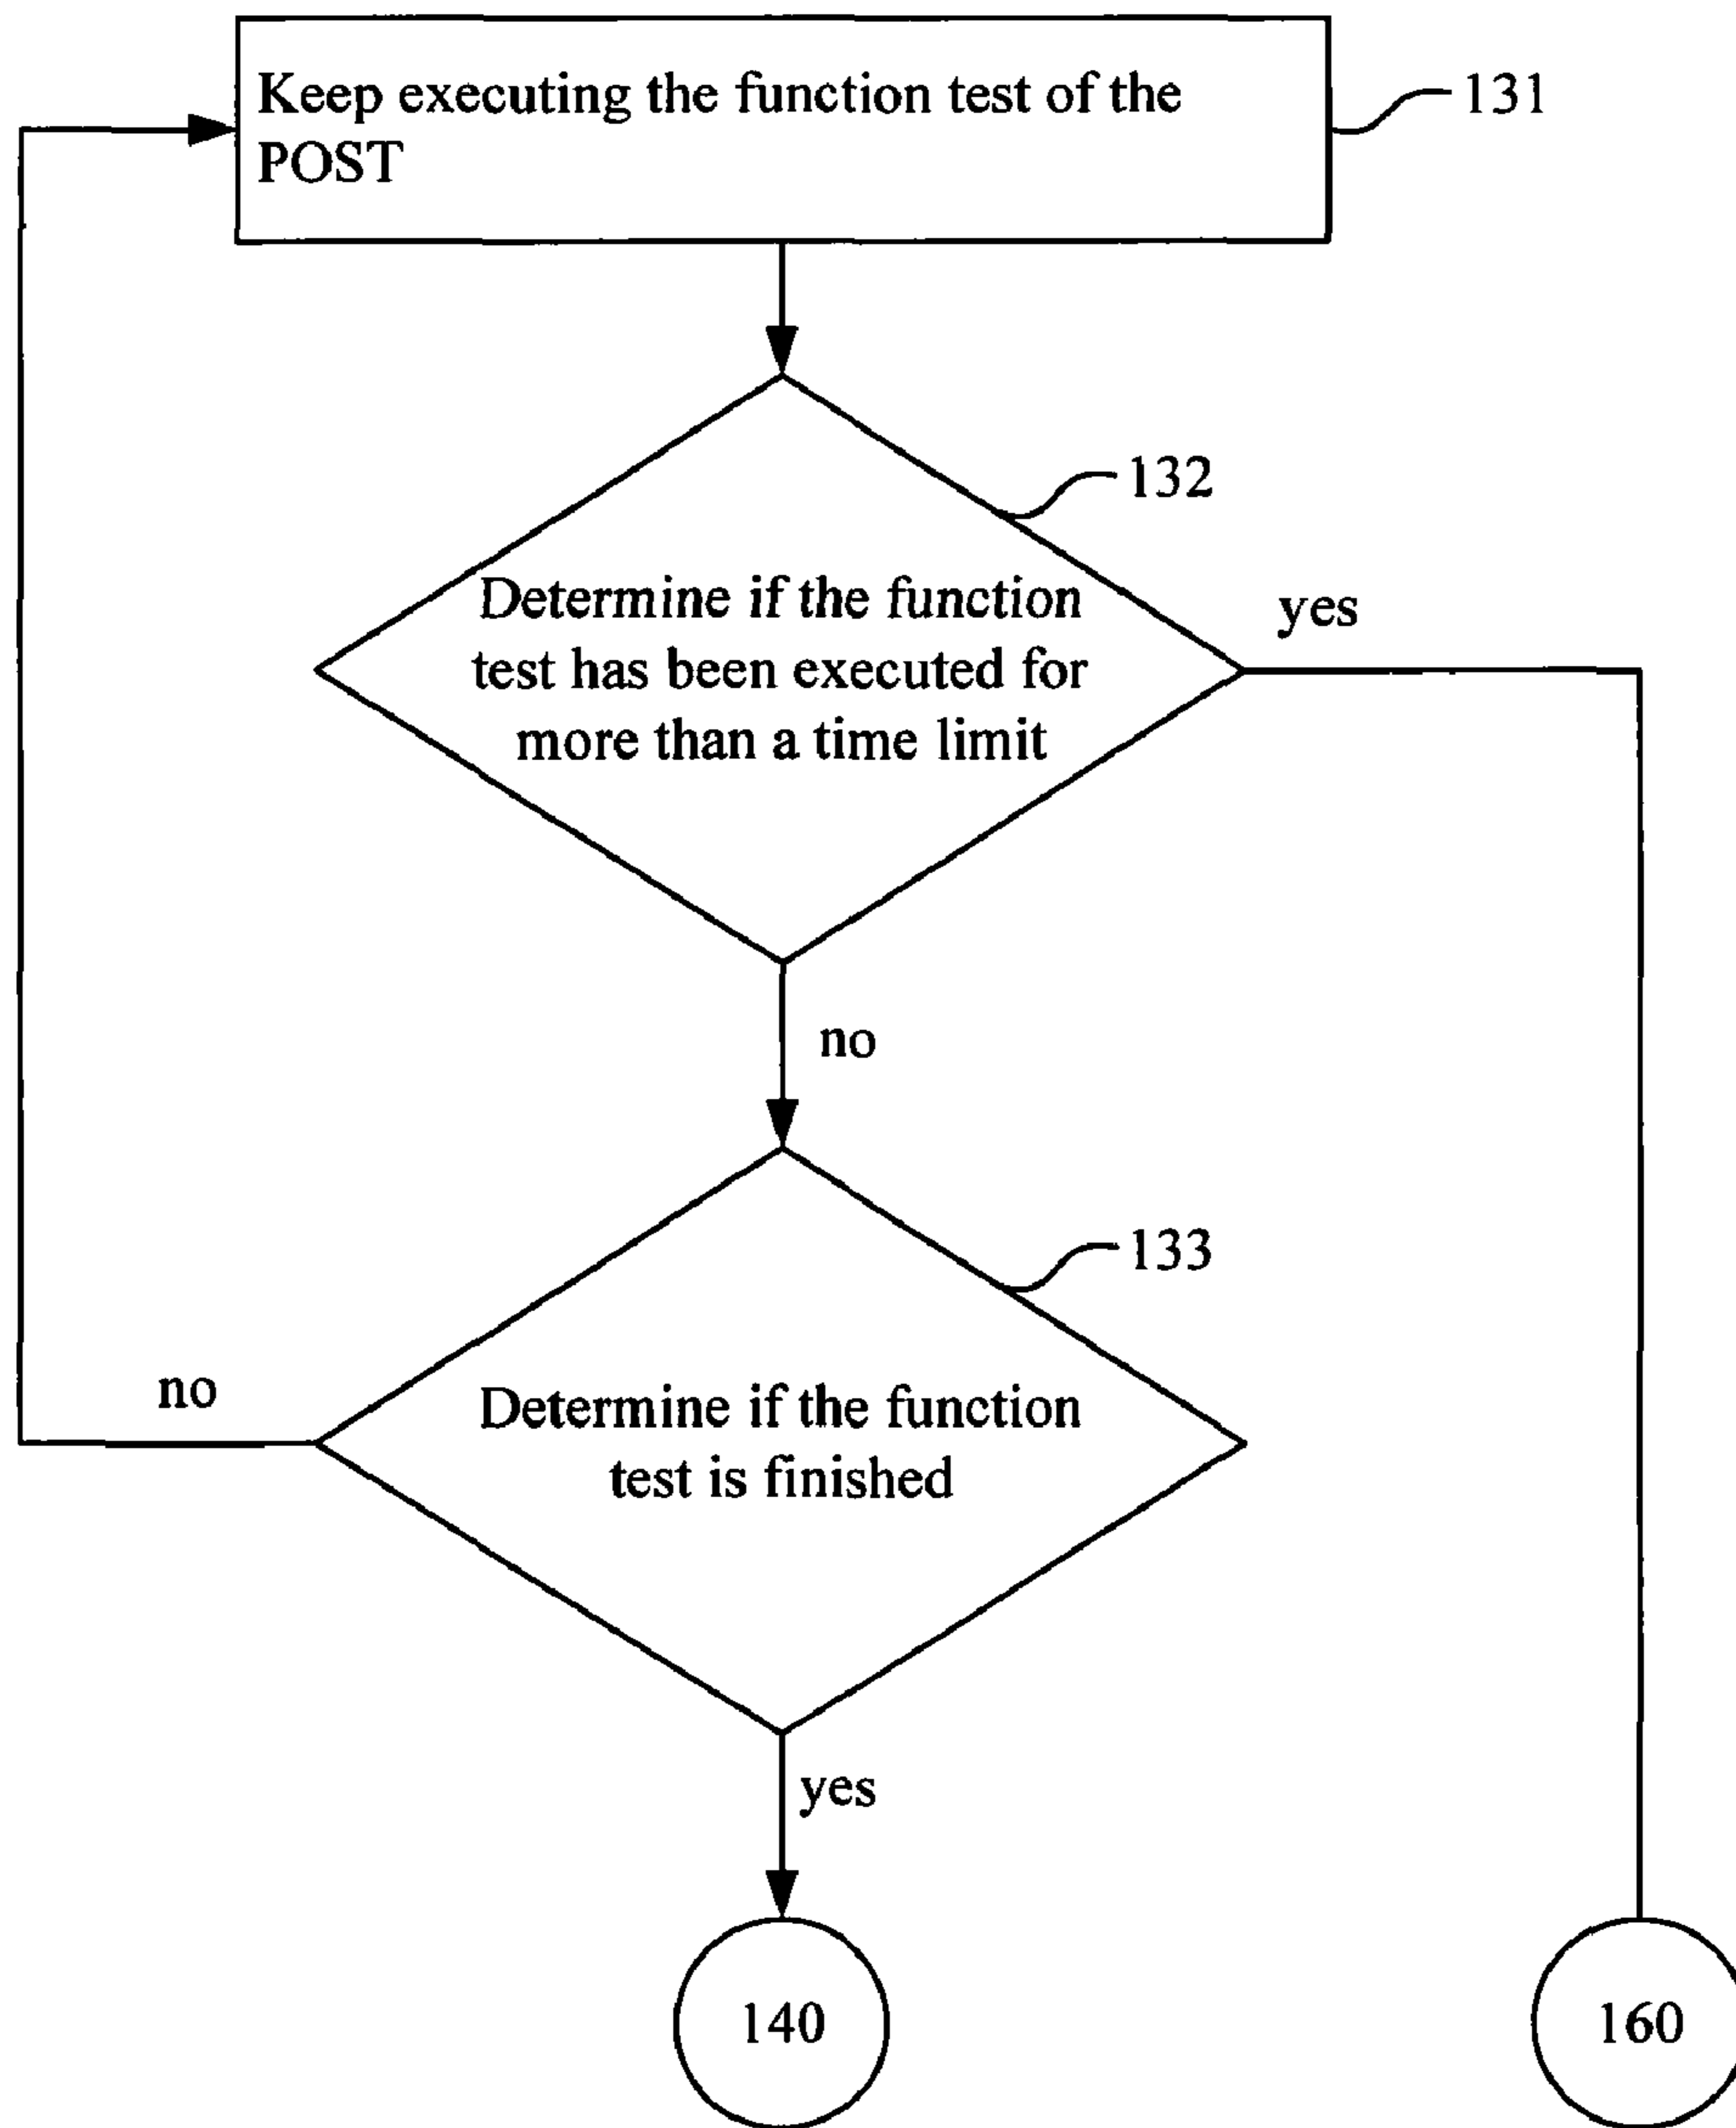 Keep executing the function test of the
POST
131
132
Determine if the function
test has been executed for
more than a time limit
yes
no
133
no
Determine if the function
test is finished
yes
140
160